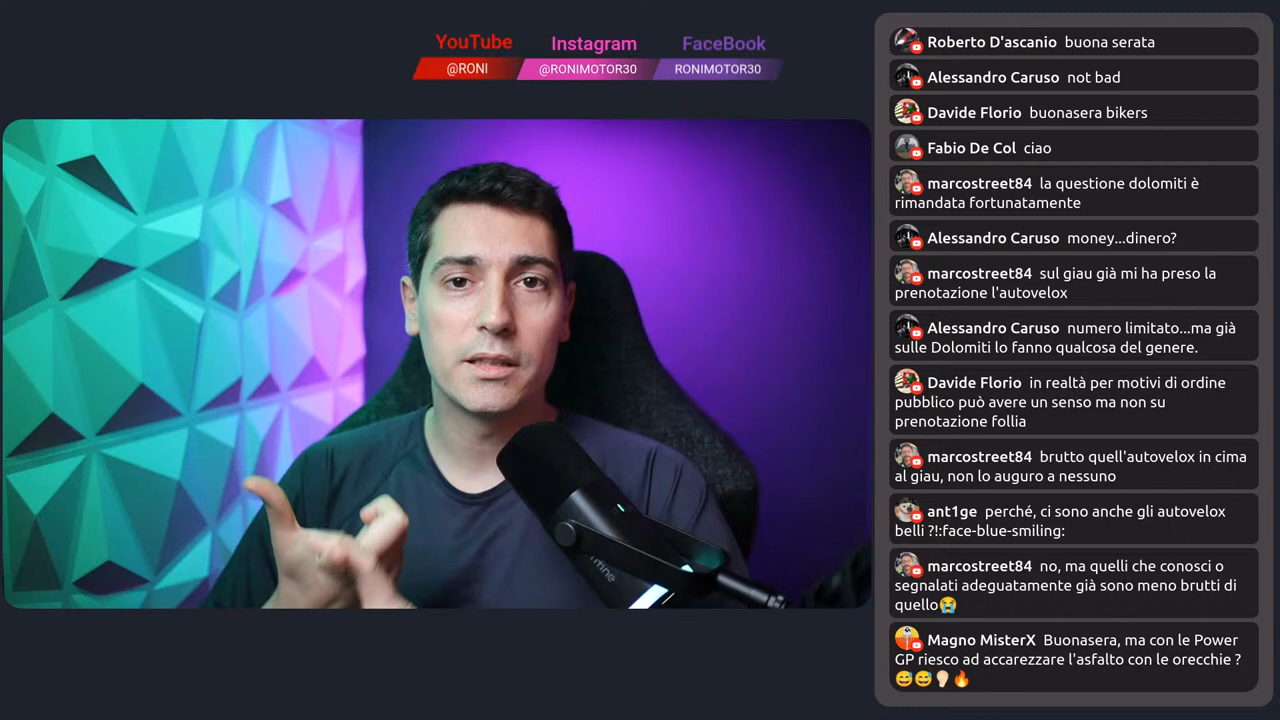 YouTube Instagram FaceBook
@RONI @RONIMOTOR30 RONIMOTOR30
Roberto D'ascanio buona serata
Alessandro Caruso not bad
Davide Florio buonasera bikers
Fabio De Col ciao
marcostreet84 la questione dolomiti è
rimandata fortunatamente
Alessandro Caruso money...dinero?
marcostreet84 sul giau già mi ha preso la
prenotazione l'autovelox
Alessandro Caruso numero limitato...ma già
sulle Dolomiti lo fanno qualcosa del genere.
Davide Florio in realtà per motivi di ordine
pubblico può avere un senso ma non su
prenotazione follia
marcostreet84 brutto quell'autovelox in cima
al giau, non lo auguro a nessuno
ant1ge perché, ci sono anche gli autovelox
belli ?!:face-blue-smiling:
marcostreet84 no, ma quelli che conosci o
segnalati adeguatamente già sono meno brutti di
quello😭
Magno MisterX Buonasera, ma con le Power
GP riesco ad accarezzare l'asfalto con le orecchie ?
😅😅👂🏻🔥